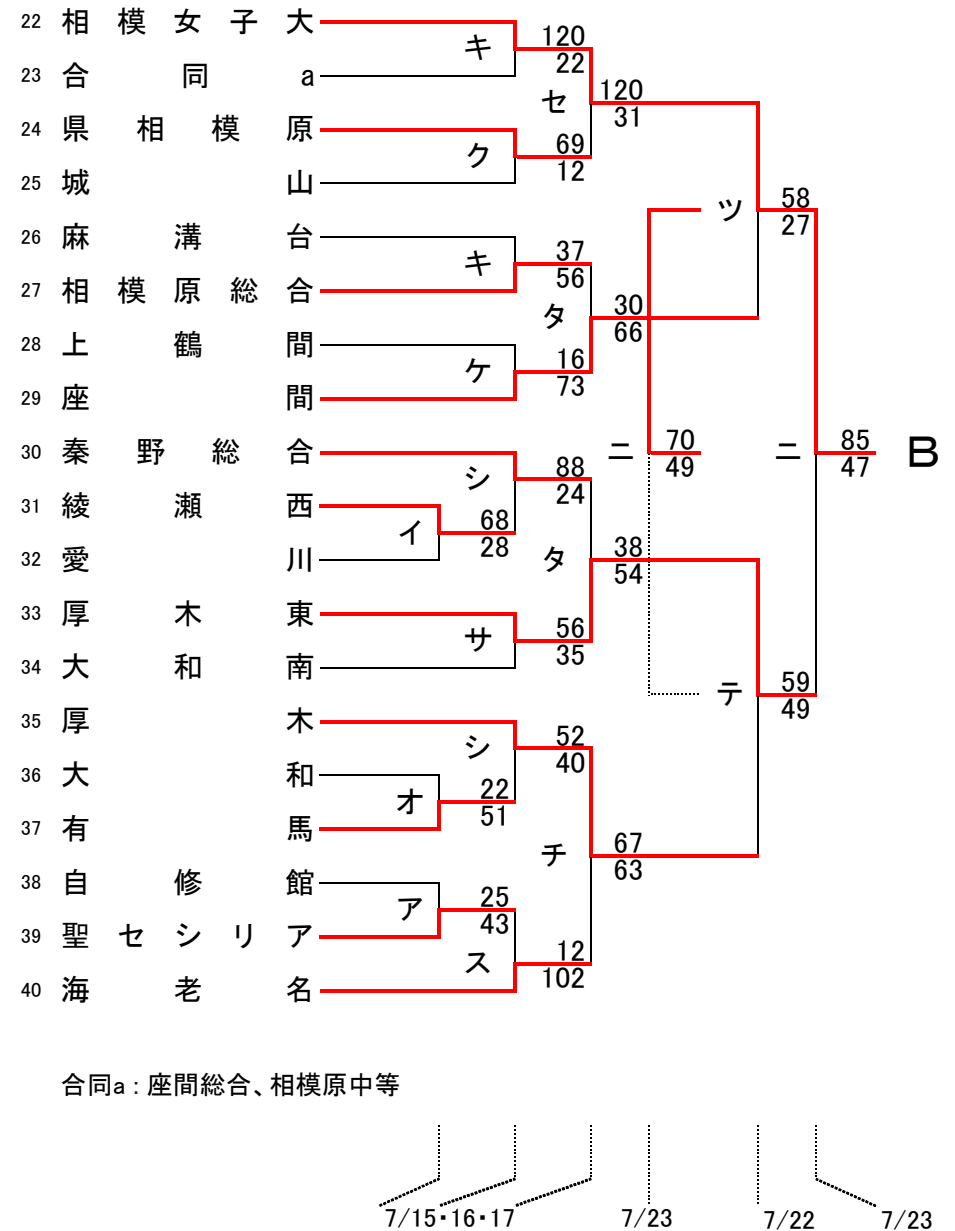 22 相模女子大
キ 120
22
23 合同a
セ 120
31
24 県相模原
ク 69
12
25 城山
ツ 58
27
26 麻溝台
キ 37
56
27 相模原総合
タ 30
66
28 上鶴間
ケ 16
73
29 座間
30 秦野総合
ニ 70
49
ニ 85
47
B
シ 88
24
31 綾瀬西
イ 68
28
32 愛川
タ 38
54
33 厚木東
サ 56
35
34 大和南
テ 59
49
35 厚木
シ 52
40
36 大和
オ 22
51
37 有馬
チ 67
63
38 自修館
ア 25
43
39 聖セシリア
ス 12
102
40 海老名
合同a：座間総合、相模原中等
7/15・16・17 7/23 7/22 7/23